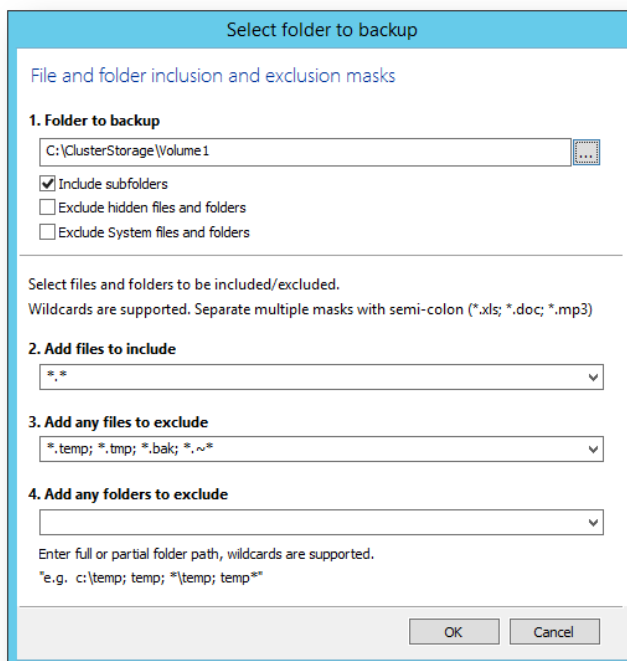 Select folder to backup
File and folder inclusion and exclusion masks
1. Folder to backup
C:\ClusterStorage\Volume1
...
Include subfolders
Exclude hidden files and folders
Exclude System files and folders
Select files and folders to be included/excluded.
Wildcards are supported. Separate multiple masks with semi-colon (*.xls; *.doc; *.mp3)
2. Add files to include
*.*
3. Add any files to exclude
*.temp; *.tmp; *.bak; *.~*
4. Add any folders to exclude
Enter full or partial folder path, wildcards are supported.
"e.g.  c:\temp; temp; *\temp; temp*"
OK
Cancel